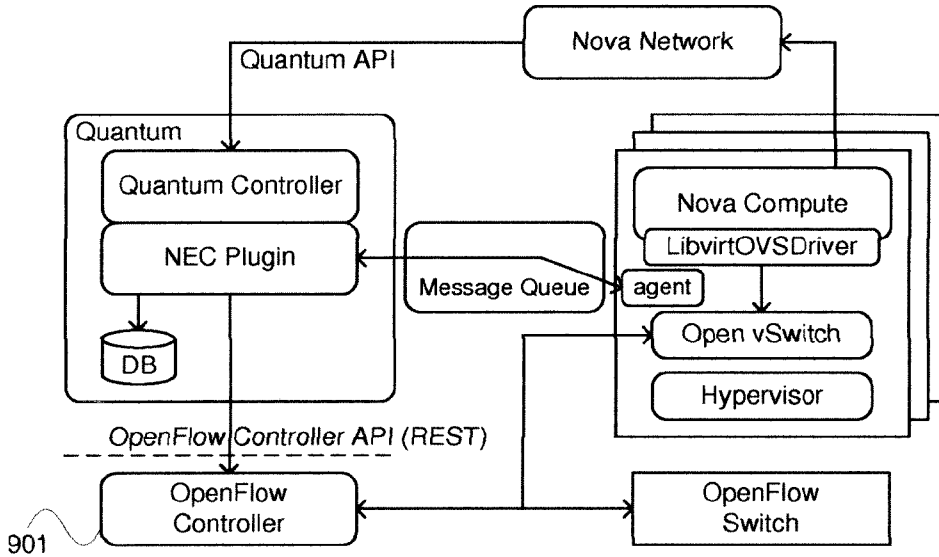 Nova Network
Quantum API
Quantum
Quantum Controller
NEC Plugin
DB
Message Queue
Nova Compute
LibvirtOVSDriver
agent
Open vSwitch
Hypervisor
OpenFlow Controller API (REST)
OpenFlow
Controller
OpenFlow
Switch
901